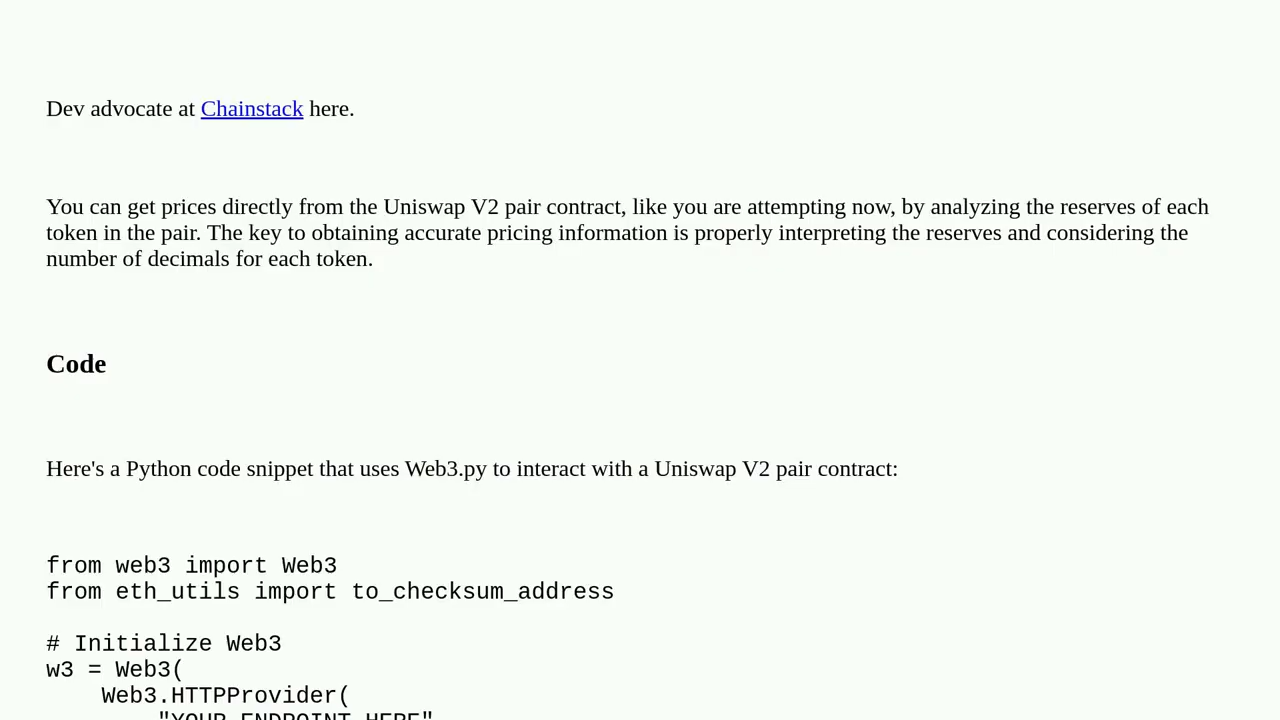 Dev advocate at Chainstack here.
You can get prices directly from the Uniswap V2 pair contract, like you are attempting now, by analyzing the reserves of each
token in the pair. The key to obtaining accurate pricing information is properly interpreting the reserves and considering the
number of decimals for each token.
Code
Here's a Python code snippet that uses Web3.py to interact with a Uniswap V2 pair contract:
from web3 import Web3
from eth_utils import to_checksum_address
# Initialize Web3
w3 = Web3(
    Web3.HTTPProvider(
        "YOUR_ENDPOINT_HERE"